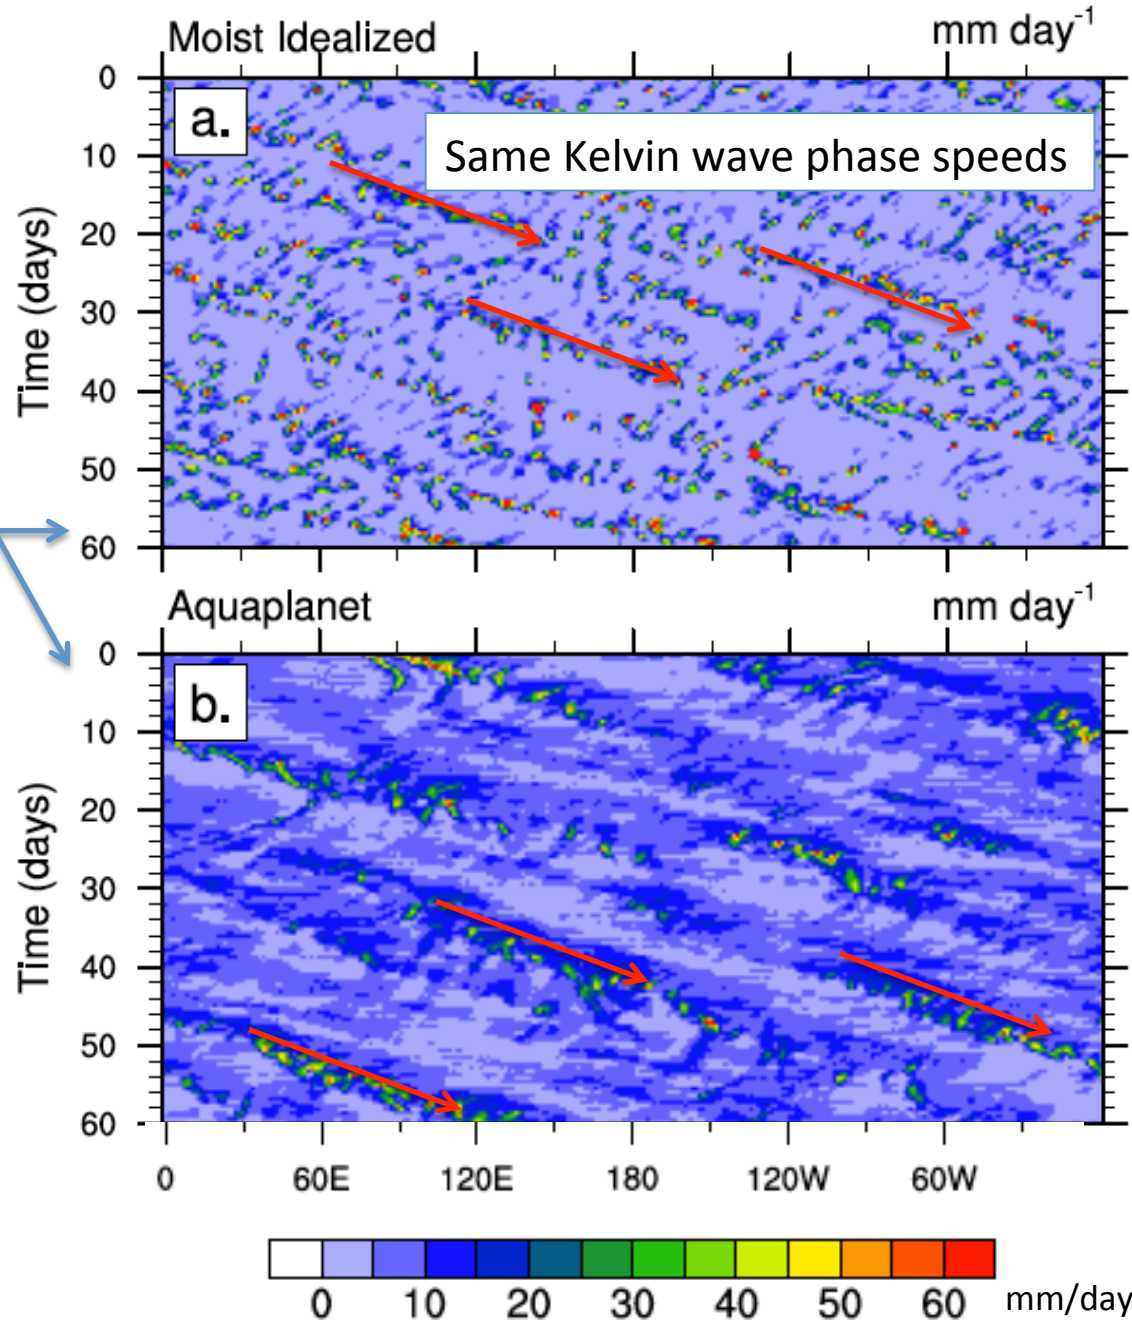 Moist Idealized mm day⁻¹
a.
Same Kelvin wave phase speeds
Time (days)
0
10
20
30
40
50
60
Aquaplanet mm day⁻¹
b.
Time (days)
0
10
20
30
40
50
60
0 60E 120E 180 120W 60W
0 10 20 30 40 50 60 mm/day